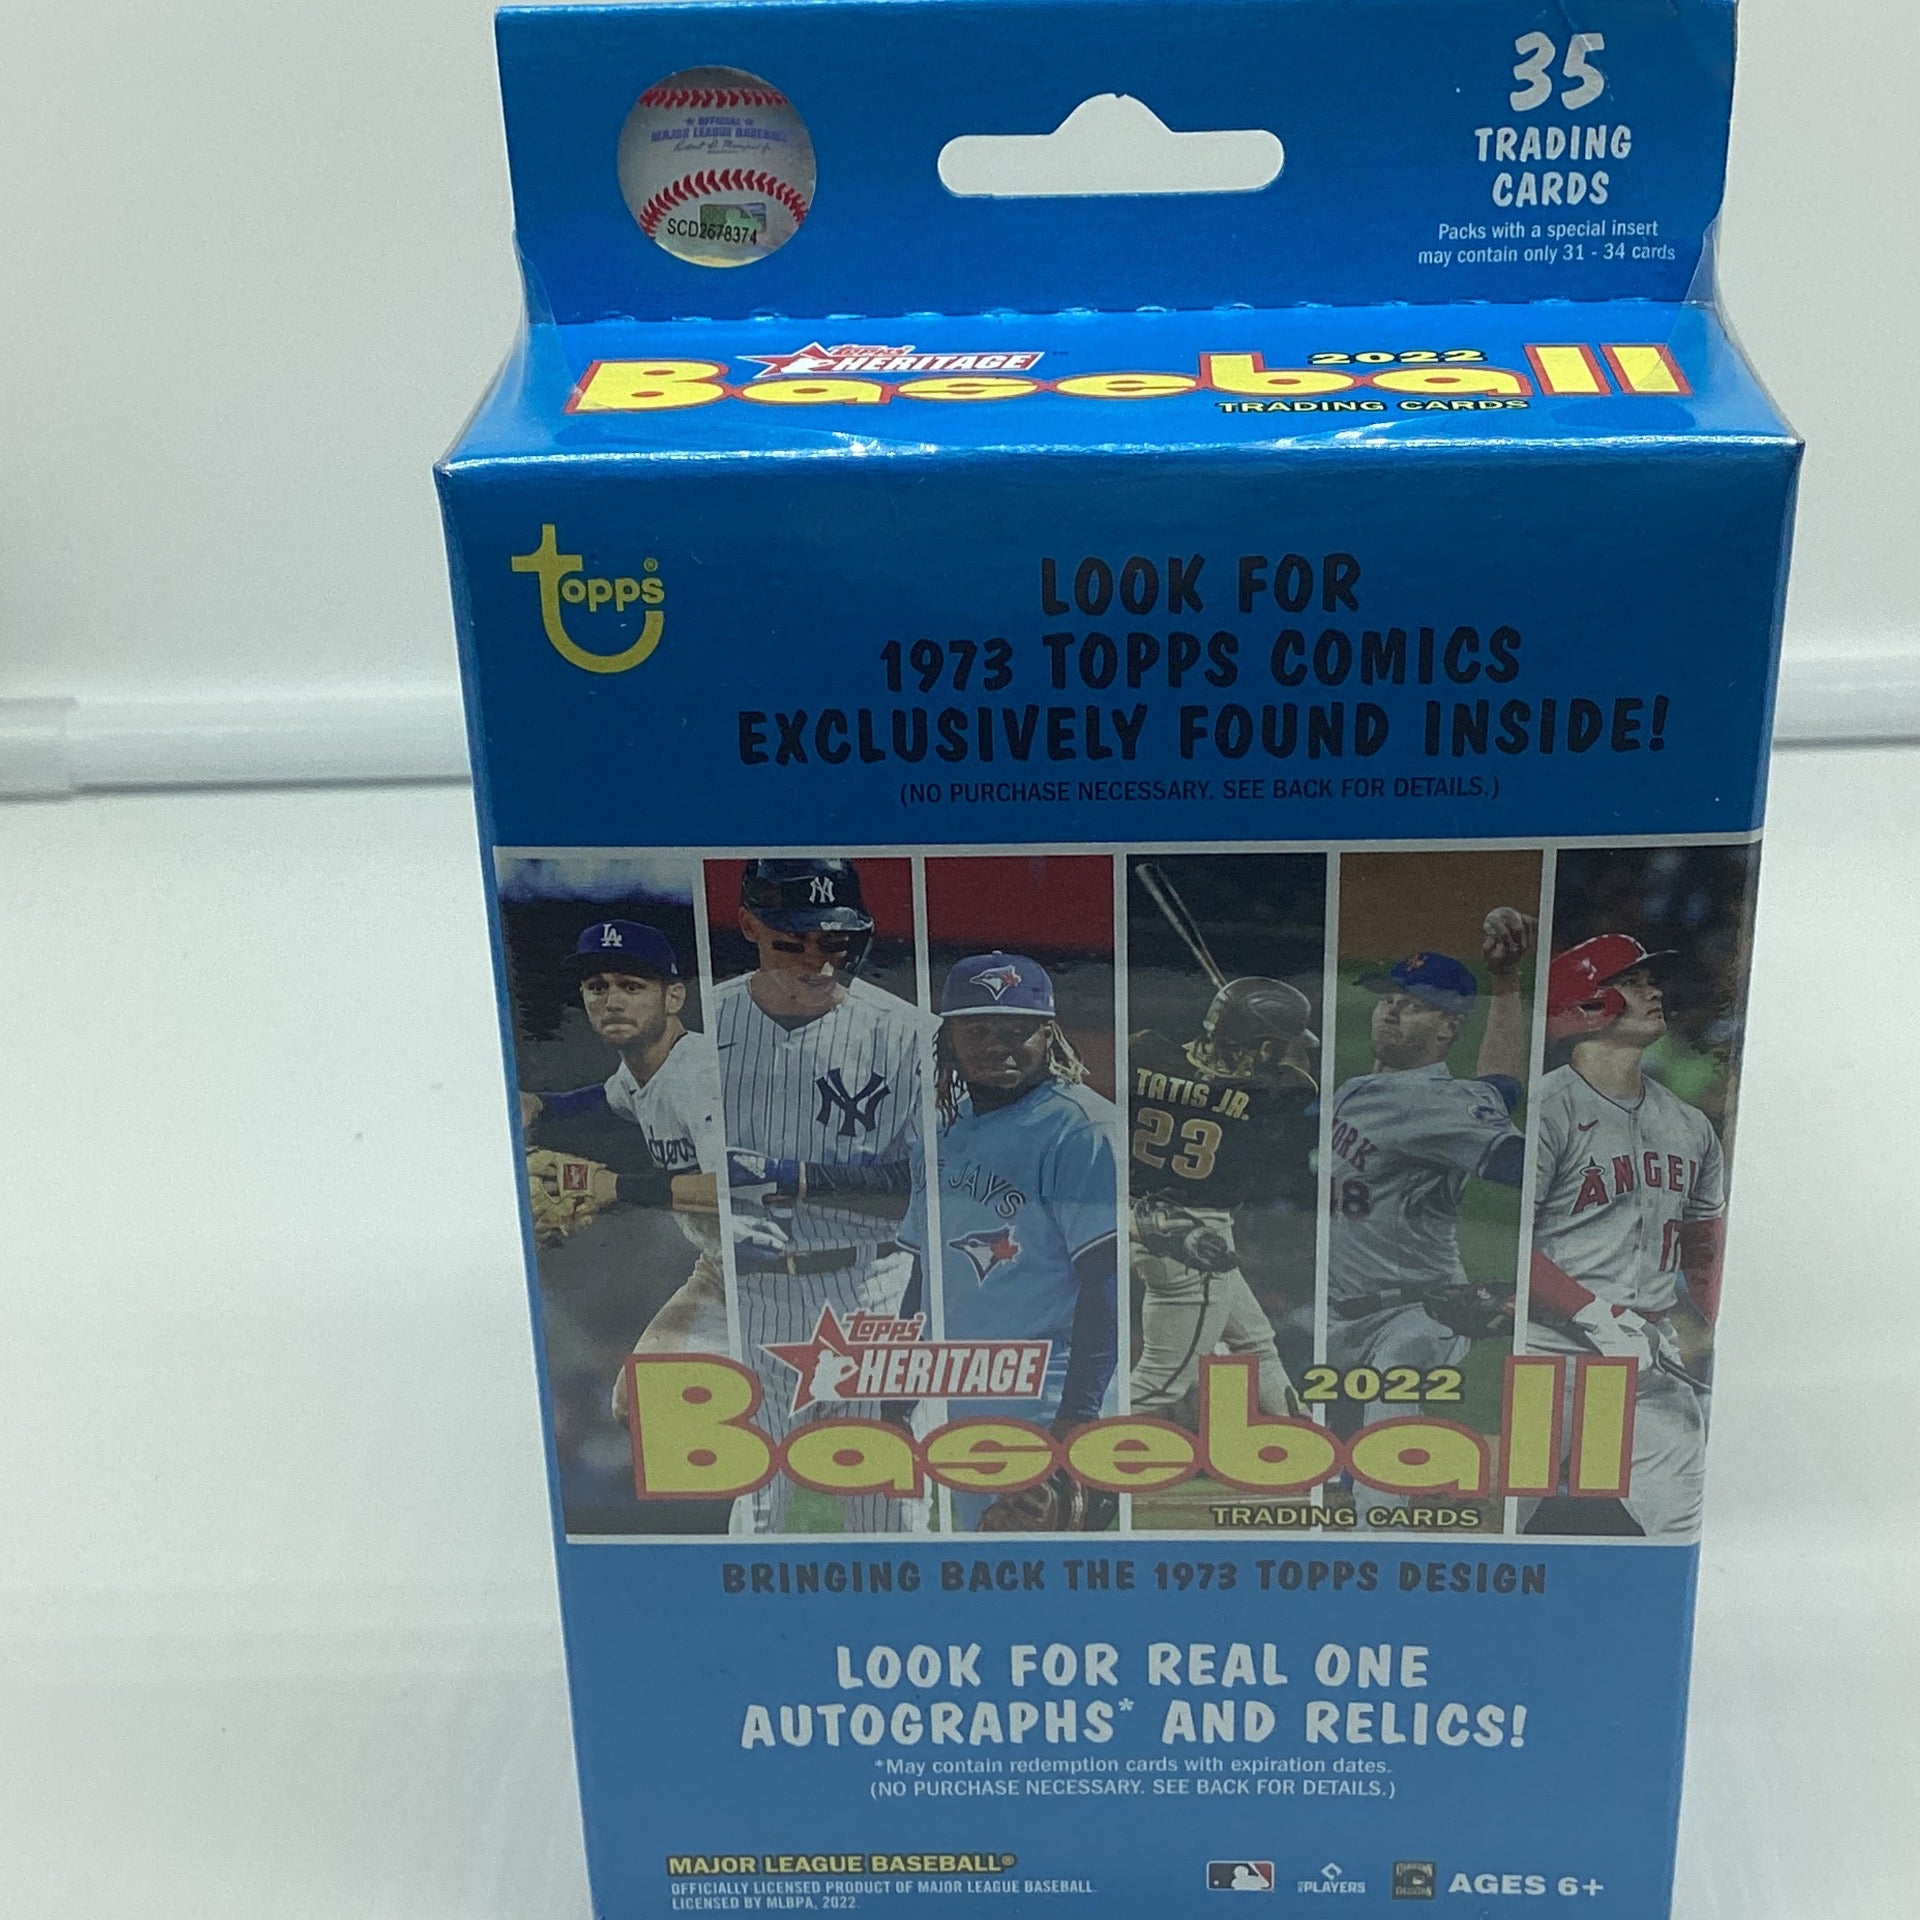 35
TRADING
CARDS
Packs with a special insert
may contain only 31 - 34 cards
★ OFFICIAL ★
MAJOR LEAGUE BASEBALL
SCD2678374
TOPPS
HERITAGE™
2022
Baseball
TRADING CARDS
topps®
LOOK FOR
1973 TOPPS COMICS
EXCLUSIVELY FOUND INSIDE!
(NO PURCHASE NECESSARY. SEE BACK FOR DETAILS.)
LA
NY
NY
TATIS JR.
23
JAYS
ORK
48
ANGEL
TOPPS
HERITAGE
2022
Baseball
TRADING CARDS
BRINGING BACK THE 1973 TOPPS DESIGN
LOOK FOR REAL ONE
AUTOGRAPHS* AND RELICS!
*May contain redemption cards with expiration dates.
(NO PURCHASE NECESSARY. SEE BACK FOR DETAILS.)
MAJOR LEAGUE BASEBALL®
OFFICIALLY LICENSED PRODUCT OF MAJOR LEAGUE BASEBALL.
LICENSED BY MLBPA, 2022.
PLAYERS
AGES 6+